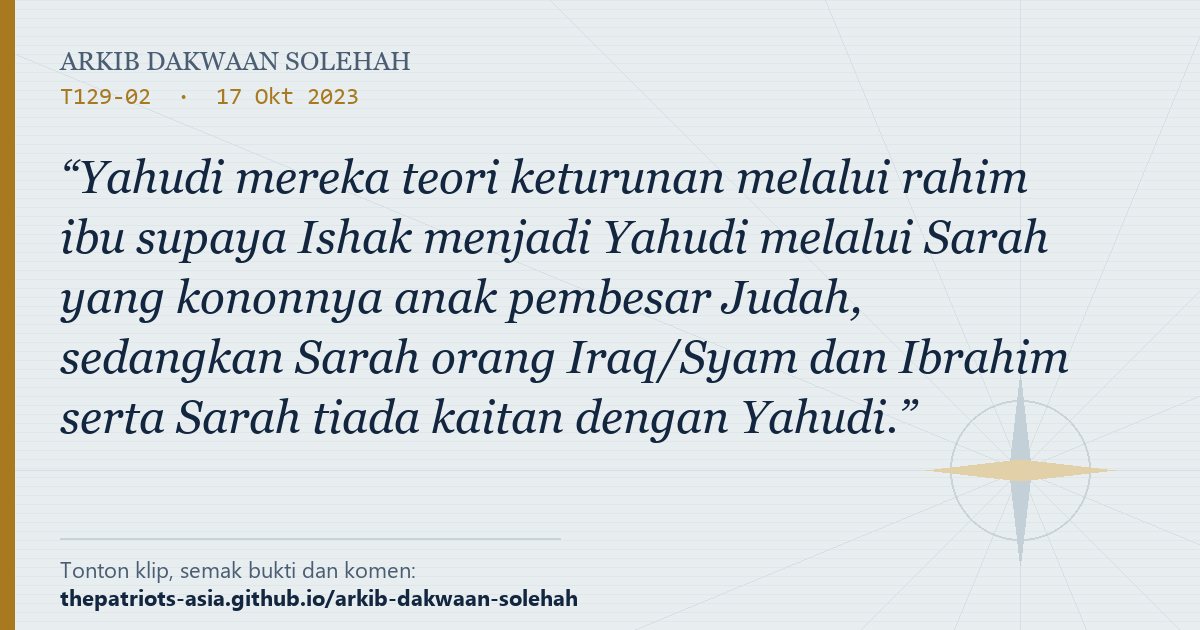 ARKIB DAKWAAN SOLEHAH
T129-02 · 17 Okt 2023
“Yahudi mereka teori keturunan melalui rahim
ibu supaya Ishak menjadi Yahudi melalui Sarah
yang kononnya anak pembesar Judah,
sedangkan Sarah orang Iraq/Syam dan Ibrahim
serta Sarah tiada kaitan dengan Yahudi.”
Tonton klip, semak bukti dan komen:
thepatriots-asia.github.io/arkib-dakwaan-solehah